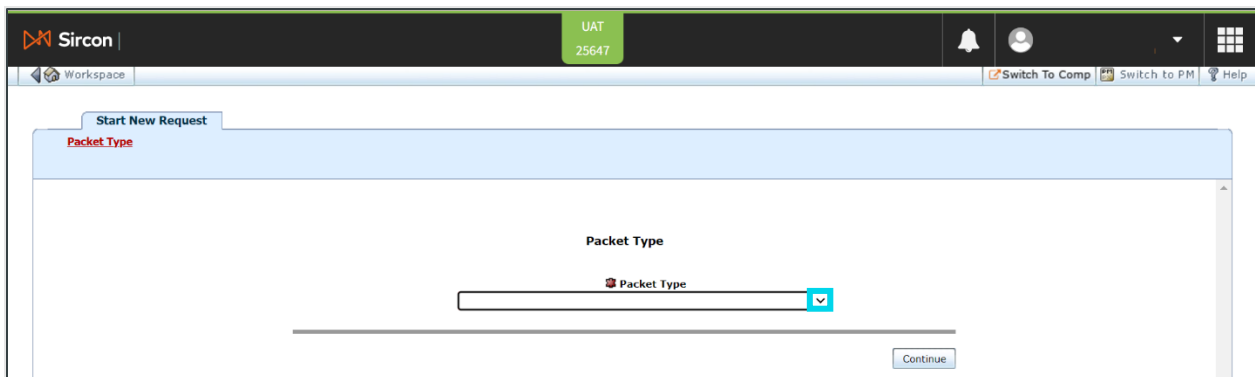 Sircon |
UAT
25647
Workspace
Switch To Comp
Switch to PM
Help
Start New Request
Packet Type
Packet Type
Packet Type
Continue